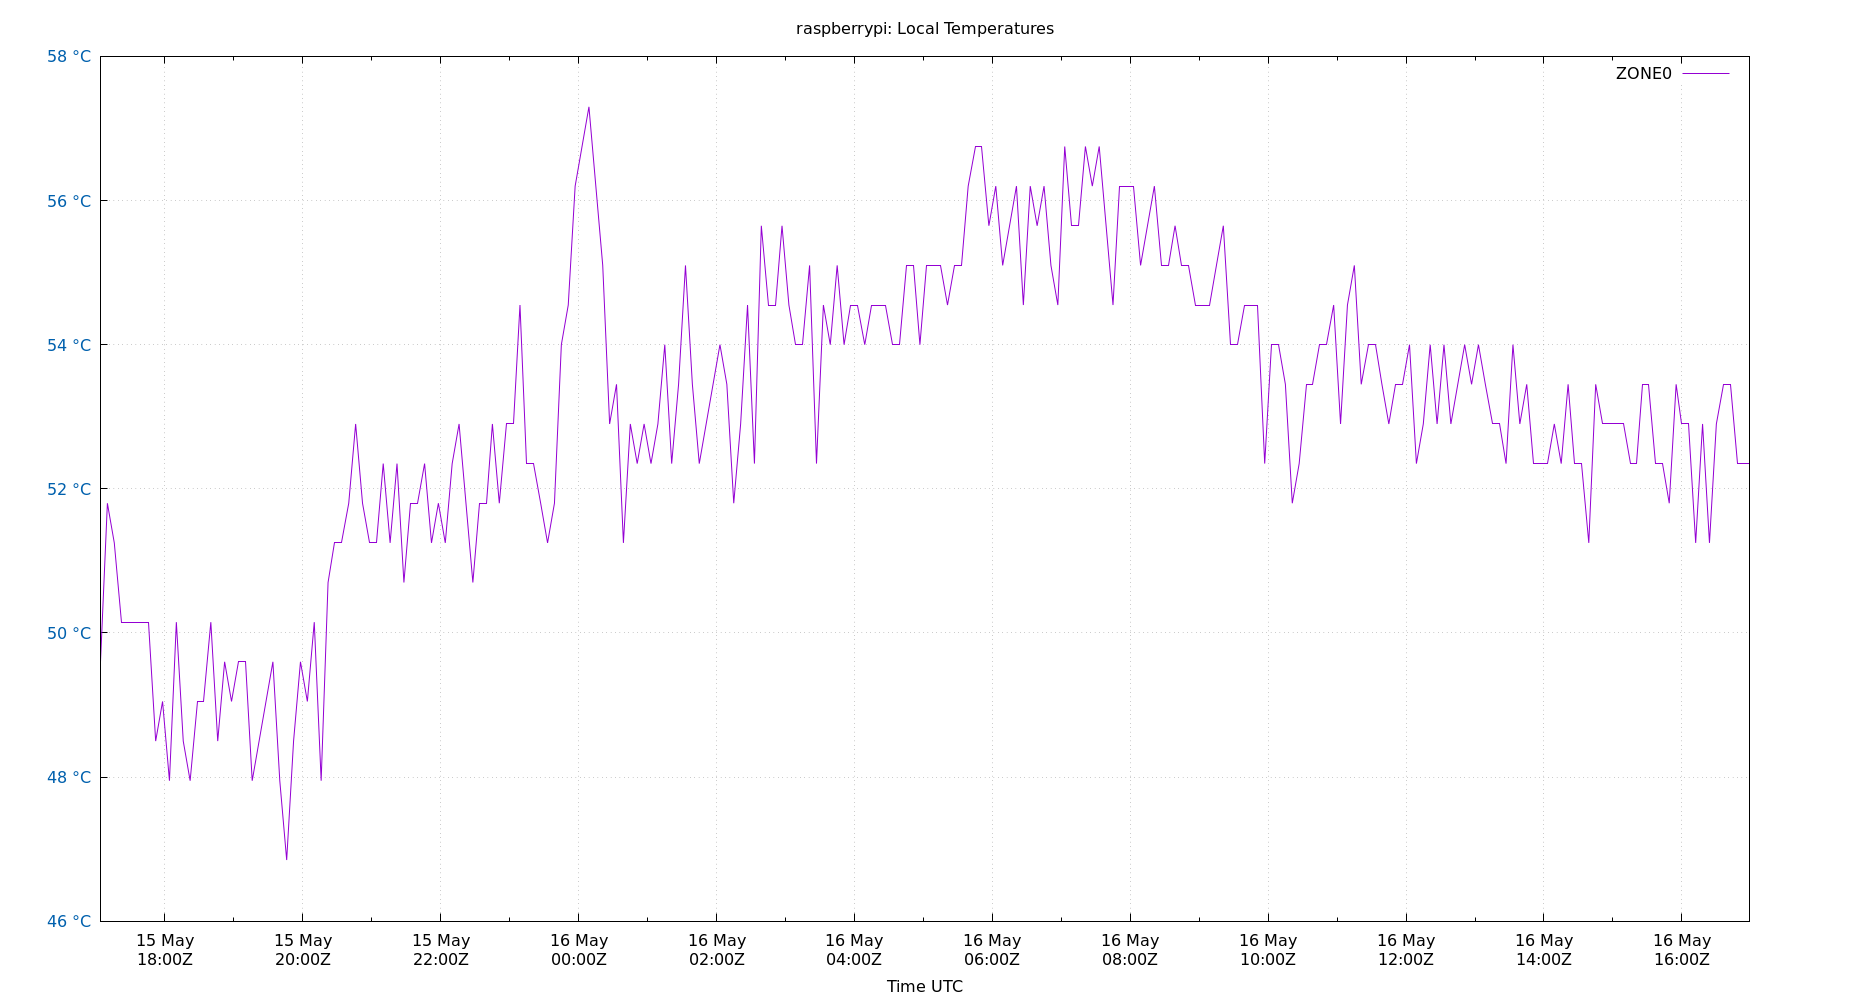 raspberrypi: Local Temperatures
58 °C
ZONE0
56 °C
54 °C
52 °C
50 °C
48 °C
46 °C
15 May 15 May 15 May 16 May 16 May 16 May 16 May 16 May 16 May 16 May 16 May 16 May
18:00Z 20:00Z 22:00Z 00:00Z 02:00Z 04:00Z 06:00Z 08:00Z 10:00Z 12:00Z 14:00Z 16:00Z
Time UTC